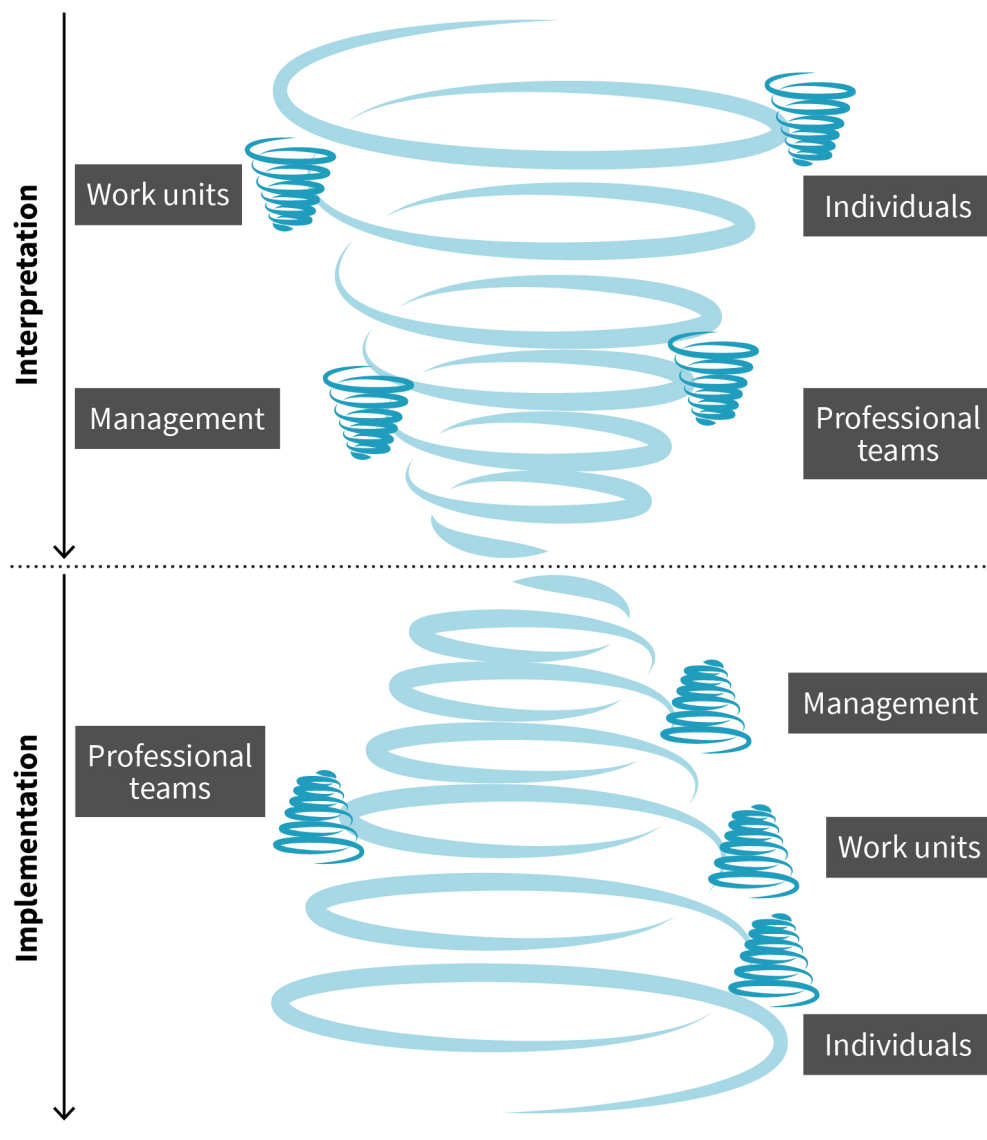 Interpretation
Work units
Individuals
Management
Professional
teams
Implementation
Management
Professional
teams
Work units
Individuals